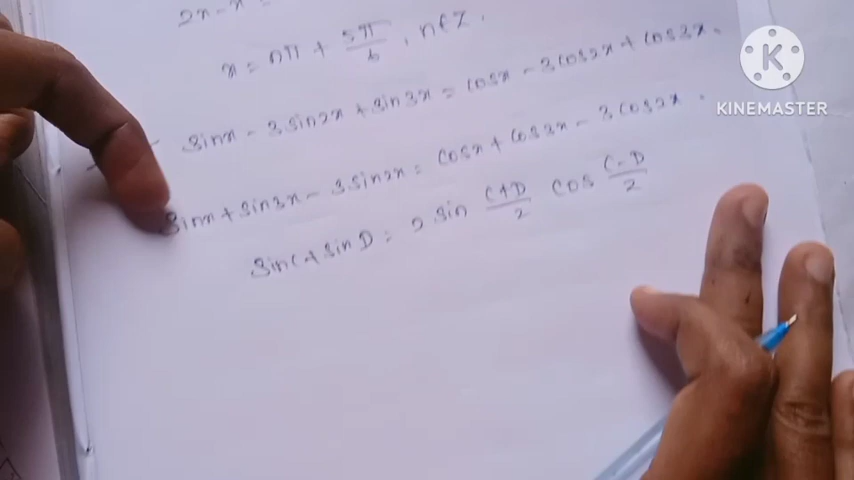 2x - x =
x = nπ + 5π/6 , n∈Z.
sinx - 3 sin2x + sin3x = cosx - 3cos2x + cos3x.
sinx + sin3x - 3 sin2x = cosx + cos3x - 3 cos2x.
sinC + sinD = 2 sin C+D/2 cos C-D/2
K
KINEMASTER